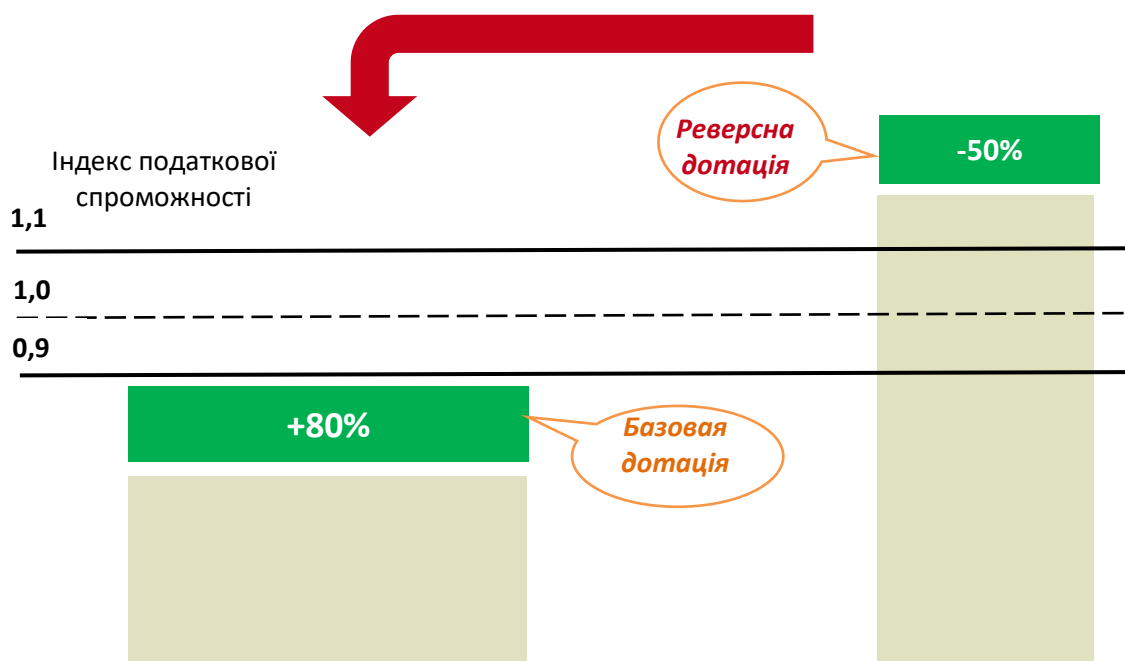 Реверсна
дотація
-50%
Індекс податкової
спроможності
1,1
1,0
0,9
+80%
Базовая
дотація